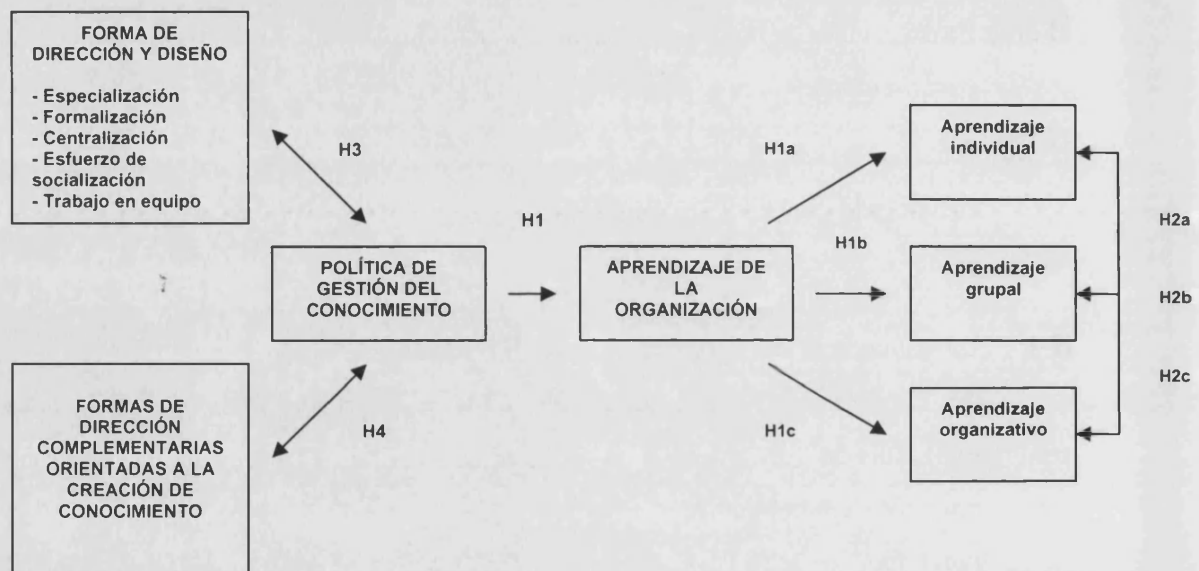 FORMA DE
DIRECCIÓN Y DISEÑO
- Especialización
- Formalización
- Centralización
- Esfuerzo de
socialización
- Trabajo en equipo
H3
POLÍTICA DE
GESTIÓN DEL
CONOCIMIENTO
FORMAS DE
DIRECCIÓN
COMPLEMENTARIAS
ORIENTADAS A LA
CREACIÓN DE
CONOCIMIENTO
H4
H1
APRENDIZAJE DE
LA
ORGANIZACIÓN
H1a
H1b
H1c
Aprendizaje
individual
Aprendizaje
grupal
Aprendizaje
organizativo
H2a
H2b
H2c